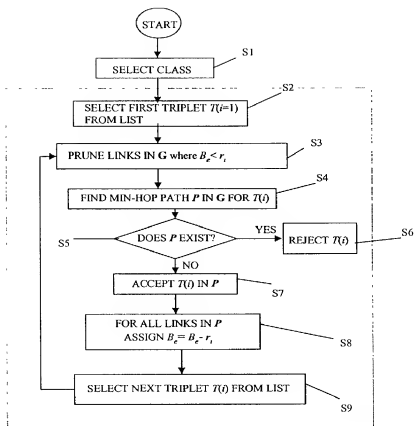 START
S1
SELECT CLASS
S2
SELECT FIRST TRIPLET T(i=1)
FROM LIST
S3
PRUNE LINKS IN G where Be< ri
S4
FIND MIN-HOP PATH P IN G FOR T(i)
S5
DOES P EXIST?
YES
REJECT T(i)
S6
NO
ACCEPT T(i) IN P
S7
FOR ALL LINKS IN P
ASSIGN Be= Be- ri
S8
SELECT NEXT TRIPLET T(i) FROM LIST
S9